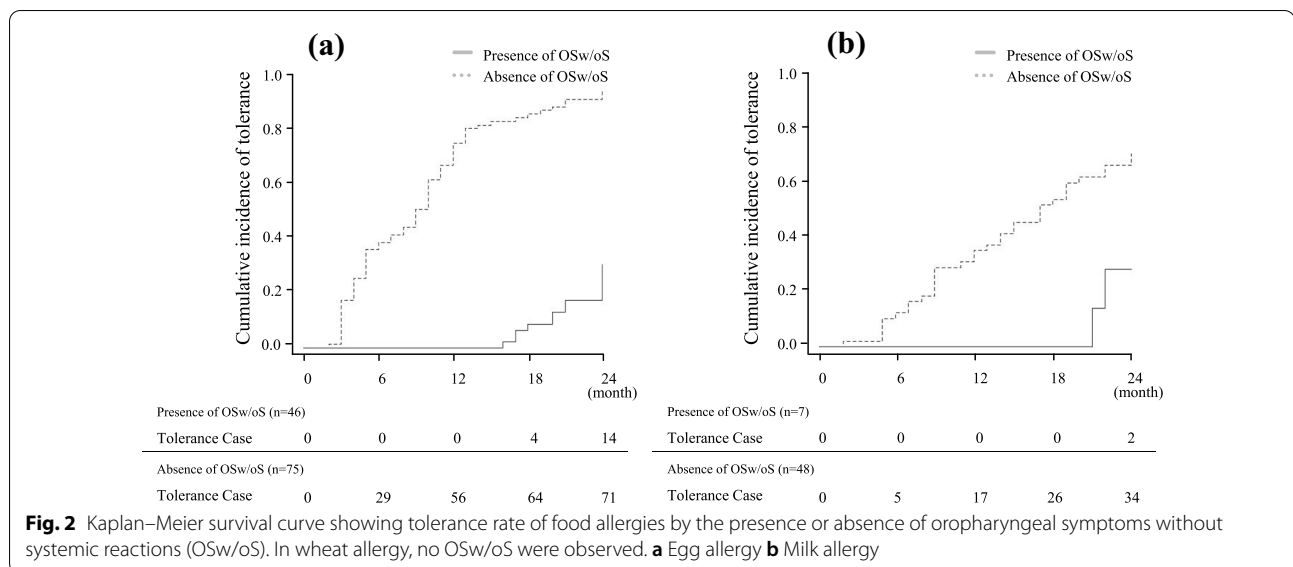 (a)
Presence of OSw/oS
Absence of OSw/oS
Cumulative incidence of tolerance
1.0
0.8
0.6
0.4
0.2
0.0
0 6 12 18 24
(month)
Presence of OSw/oS (n=46)
Tolerance Case 0 0 0 4 14
Absence of OSw/oS (n=75)
Tolerance Case 0 29 56 64 71
(b)
Presence of OSw/oS
Absence of OSw/oS
Cumulative incidence of tolerance
1.0
0.8
0.6
0.4
0.2
0.0
0 6 12 18 24
(month)
Presence of OSw/oS (n=7)
Tolerance Case 0 0 0 0 2
Absence of OSw/oS (n=48)
Tolerance Case 0 5 17 26 34
Fig. 2 Kaplan–Meier survival curve showing tolerance rate of food allergies by the presence or absence of oropharyngeal symptoms without
systemic reactions (OSw/oS). In wheat allergy, no OSw/oS were observed. a Egg allergy b Milk allergy